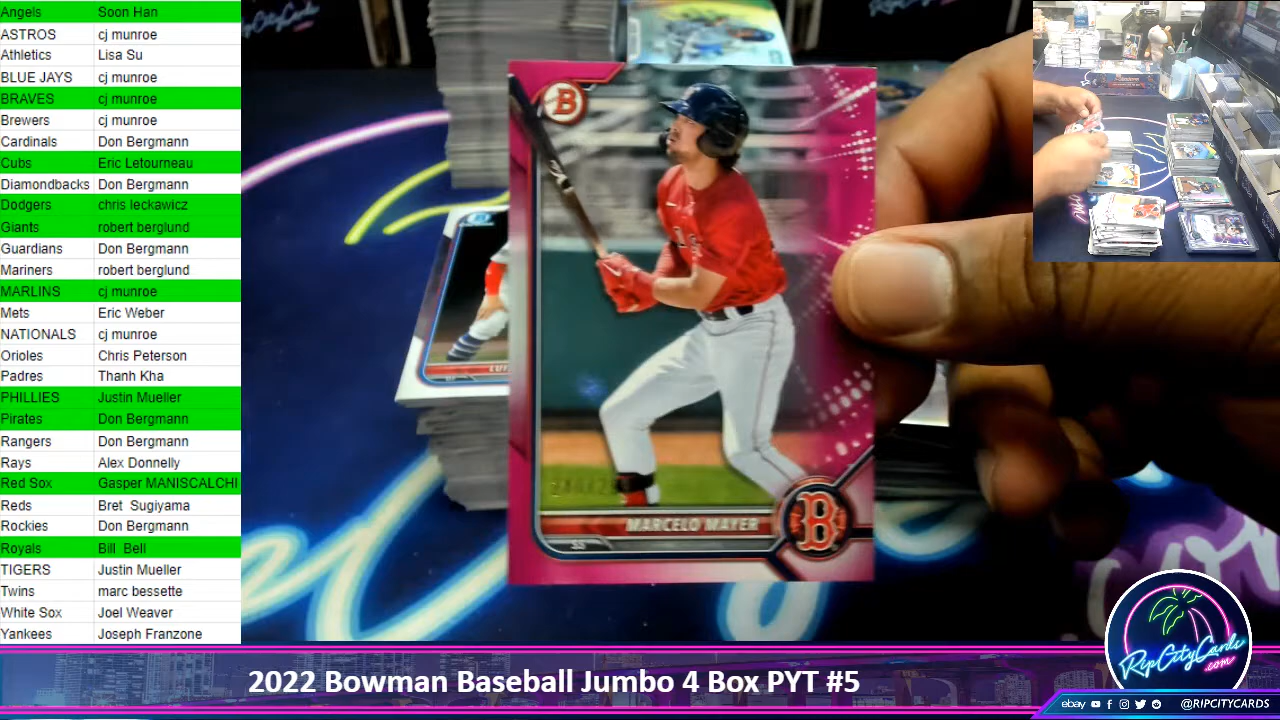 Angels Soon Han
ASTROS cj munroe
Athletics Lisa Su
BLUE JAYS cj munroe
BRAVES cj munroe
Brewers cj munroe
Cardinals Don Bergmann
Cubs Eric Letourneau
Diamondbacks Don Bergmann
Dodgers chris leckawicz
Giants robert berglund
Guardians Don Bergmann
Mariners robert berglund
MARLINS cj munroe
Mets Eric Weber
NATIONALS cj munroe
Orioles Chris Peterson
Padres Thanh Kha
PHILLIES Justin Mueller
Pirates Don Bergmann
Rangers Don Bergmann
Rays Alex Donnelly
Red Sox Gasper MANISCALCHI
Reds Bret Sugiyama
Rockies Don Bergmann
Royals Bill Bell
TIGERS Justin Mueller
Twins marc bessette
White Sox Joel Weaver
Yankees Joseph Franzone
B
MARCELO MAYER
SS
B
2022 Bowman Baseball Jumbo 4 Box PYT #5
RipCityCards
.com
ebay @RIPCITYCARDS